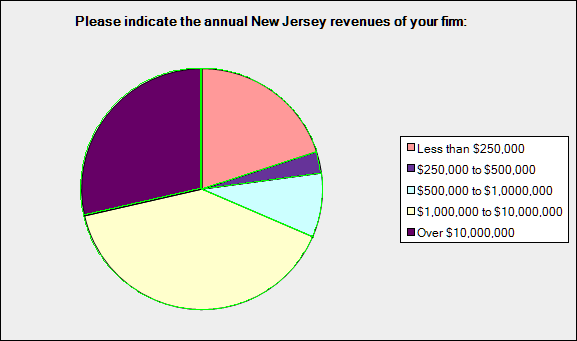 Please indicate the annual New Jersey revenues of your firm:
Less than $250,000
$250,000 to $500,000
$500,000 to $1,0000,000
$1,000,000 to $10,000,000
Over $10,000,000